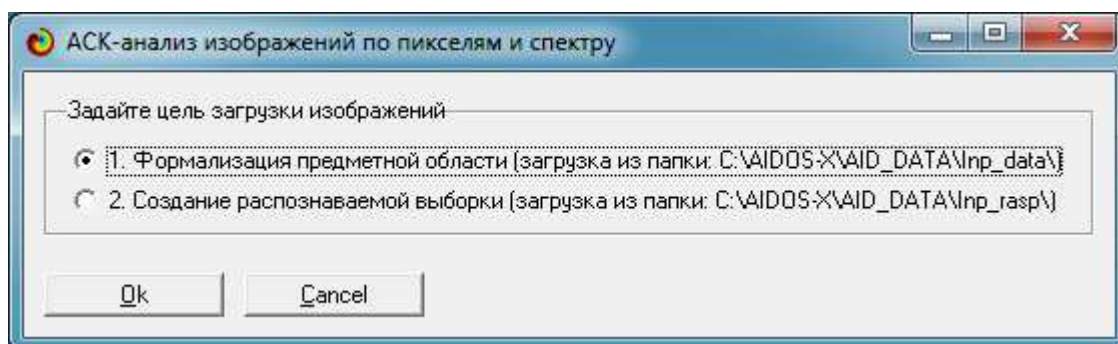 АСК-анализ изображений по пикселям и спектру
Задайте цель загрузки изображений
1. Формализация предметной области (загрузка из папки: C:\AIDOS-X\AID_DATA\Inp_data\)
2. Создание распознаваемой выборки (загрузка из папки: C:\AIDOS-X\AID_DATA\Inp_rasp\)
Ok Cancel